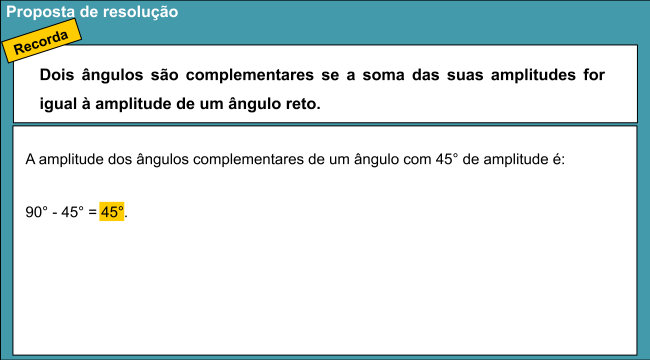 Proposta de resolução
Recorda
Dois ângulos são complementares se a soma das suas amplitudes for
igual à amplitude de um ângulo reto.
A amplitude dos ângulos complementares de um ângulo com 45° de amplitude é:
90° - 45° = 45°.